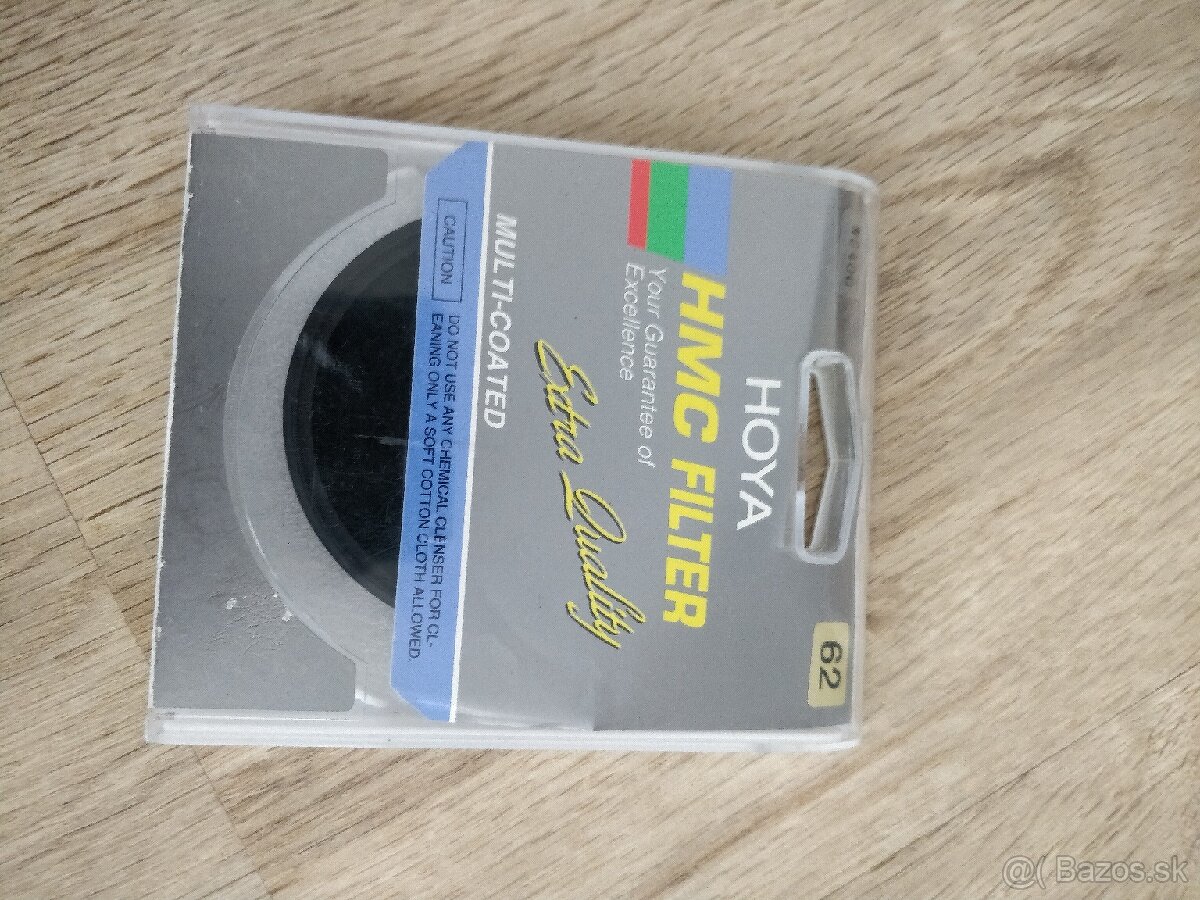 HOYA
62
HMC FILTER
Your Guarantee of
Excellence
Extra Quality
MULTI-COATED
CAUTION
DO NOT USE ANY CHEMICAL CLENSER FOR CL-
EANING ONLY A SOFT COTTON CLOTH ALLOWED.
@( Bazos.sk